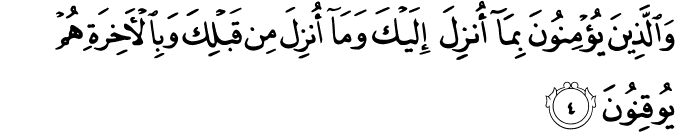 وَٱلَّذِينَ يُؤۡمِنُونَ بِمَآ أُنزِلَ إِلَيۡكَ وَمَآ أُنزِلَ مِن قَبۡلِكَ وَبِٱلۡأٓخِرَةِ هُمۡ
يُوقِنُونَ ٤